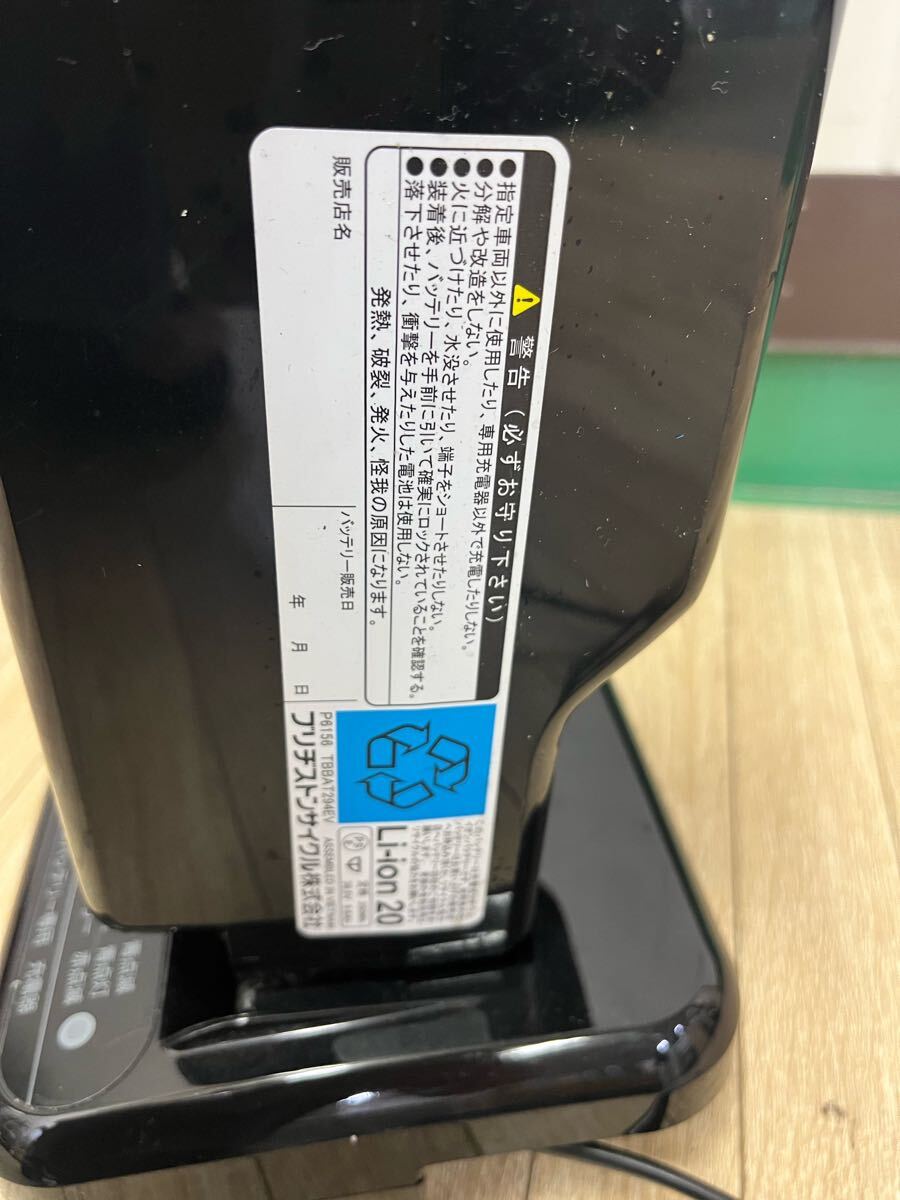 警告(必ずお守り下さい)
●指定車両以外に使用したり、専用充電器以外で充電したりしない。
●分解や改造をしない。
●火に近づけたり、水没させたり、端子をショートさせたりしない。
●装着後、バッテリーを手前に引いて確実にロックされていることを確認する。
●落下させたり、衝撃を与えたりした電池は使用しない。
発熱、破裂、発火、怪我の原因になります。
販売店名
バッテリー販売日
年 月 日
Li-ion 20
P6156 TBBAT294EV
ASSEMBLED IN VIETNAM
ブリヂストンサイクル株式会社